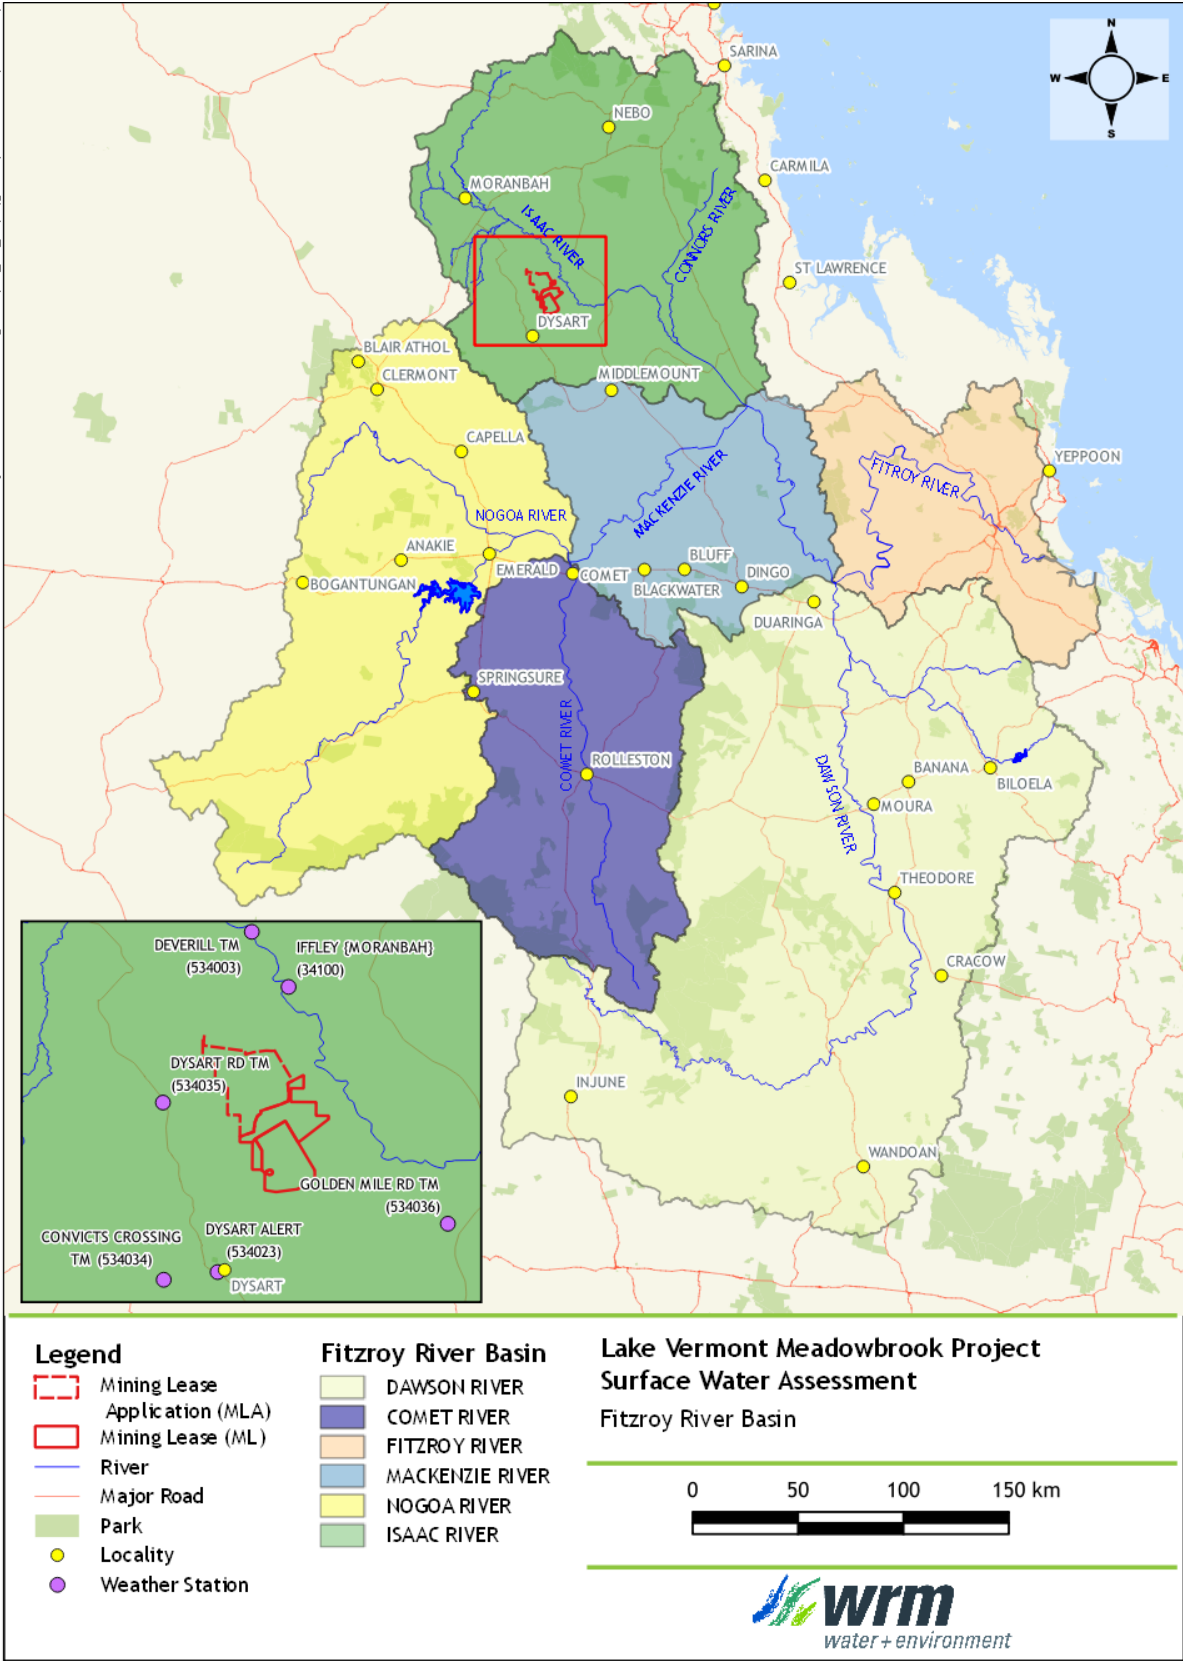 N
W
E
S
SARINA
NEBO
CARMILA
MORANBAH
ISAAC RIVER
CONNORS RIVER
ST LAWRENCE
DYSART
BLAIR ATHOL
CLERMONT
MIDDLEMOUNT
CAPELLA
YEPPOON
FITROY RIVER
MACKENZIE RIVER
NOGOA RIVER
ANAKIE
EMERALD
COMET
BLUFF
BLACKWATER
DINGO
BOGANTUNGAN
DUARINGA
SPRINGSURE
COMET RIVER
ROLLESTON
DAWSON RIVER
BANANA
BILOELA
MOURA
THEODORE
CRACOW
INJUNE
WANDOAN
DEVERILL TM
(534003)
IFFLEY {MORANBAH}
(34100)
DYSART RD TM
(534035)
GOLDEN MILE RD TM
(534036)
CONVICTS CROSSING
TM (534034)
DYSART ALERT
(534023)
DYSART
Legend
Mining Lease
Application (MLA)
Mining Lease (ML)
River
Major Road
Park
Locality
Weather Station
Fitzroy River Basin
DAWSON RIVER
COMET RIVER
FITZROY RIVER
MACKENZIE RIVER
NOGOA RIVER
ISAAC RIVER
Lake Vermont Meadowbrook Project
Surface Water Assessment
Fitzroy River Basin
0 50 100 150 km
wrm
water + environment